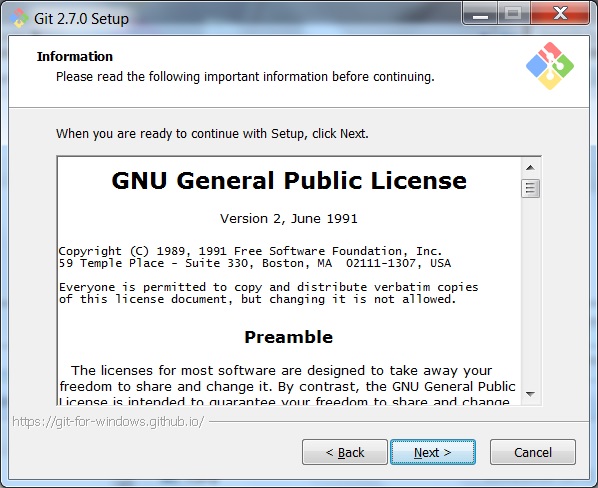 Git 2.7.0 Setup
Information
Please read the following important information before continuing.
When you are ready to continue with Setup, click Next.
GNU General Public License
Version 2, June 1991
Copyright (C) 1989, 1991 Free Software Foundation, Inc.
59 Temple Place - Suite 330, Boston, MA  02111-1307, USA
Everyone is permitted to copy and distribute verbatim copies
of this license document, but changing it is not allowed.
Preamble
The licenses for most software are designed to take away your
freedom to share and change it. By contrast, the GNU General Public
License is intended to guarantee your freedom to share and change
https://git-for-windows.github.io/
< Back
Next >
Cancel